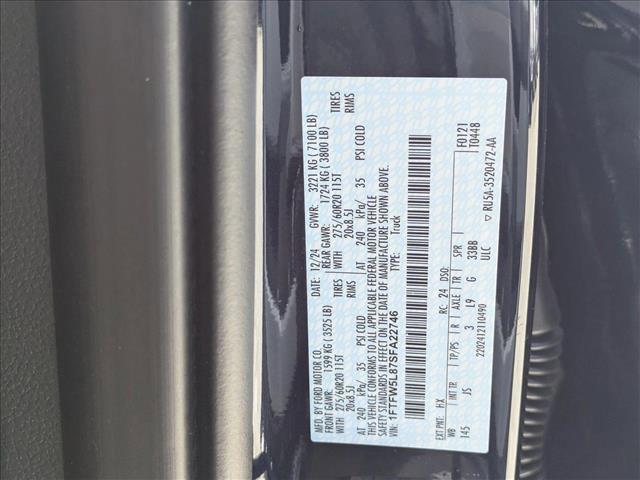 MFD. BY FORD MOTOR CO.
DATE: 12/24 GVWR: 3221 KG ( 7100 LB)
FRONT GAWR: 1599 KG ( 3525 LB) REAR GAWR: 1724 KG ( 3800 LB)
WITH 275/60R20 115T TIRES WITH 275/60R20 115T TIRES
20x8.5J RIMS 20x8.5J RIMS
AT 240 kPa/ 35 PSI COLD AT 240 kPa/ 35 PSI COLD
THIS VEHICLE CONFORMS TO ALL APPLICABLE FEDERAL MOTOR VEHICLE
SAFETY STANDARDS IN EFFECT ON THE DATE OF MANUFACTURE SHOWN ABOVE.
VIN: 1FTFW5L87SFA22746 TYPE: Truck
EXT PNT: HX RC: 24 DSO: F0121
WB INT TR TP/PS R AXLE TR SPR T0448
145 JS 3 L9 G 33BB
ULC
2202412110490 ▽ RU5A-3520472-AA